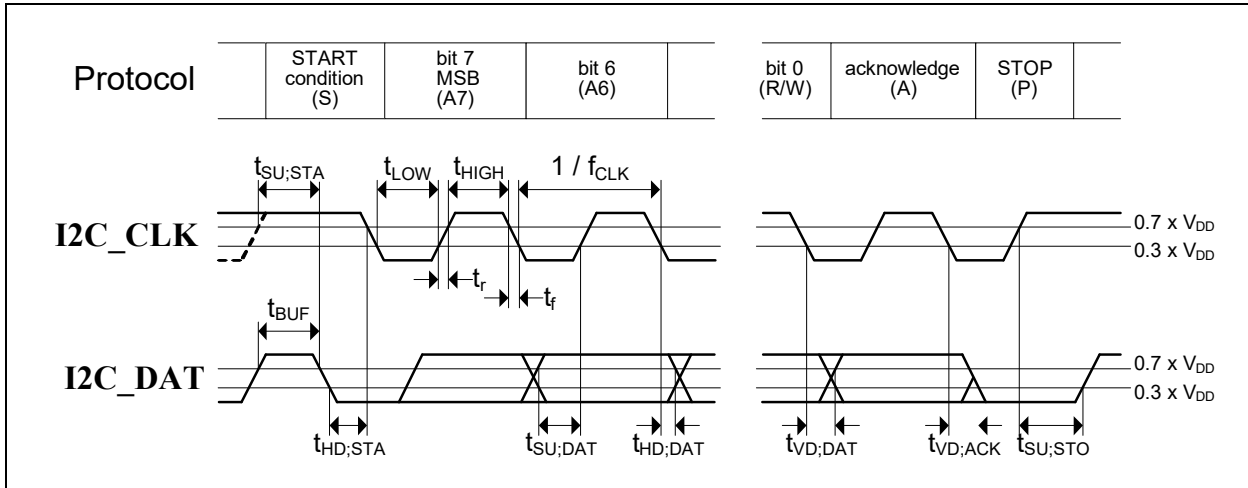 Protocol
START
condition
(S)
bit 7
MSB
(A7)
bit 6
(A6)
bit 0
(R/W)
acknowledge
(A)
STOP
(P)
tSU;STA
tLOW
tHIGH
1 / fCLK
I2C_CLK
0.7 x VDD
0.3 x VDD
tr
tf
tBUF
I2C_DAT
0.7 x VDD
0.3 x VDD
tHD;STA
tSU;DAT
tHD;DAT
tVD;DAT
tVD;ACK
tSU;STO